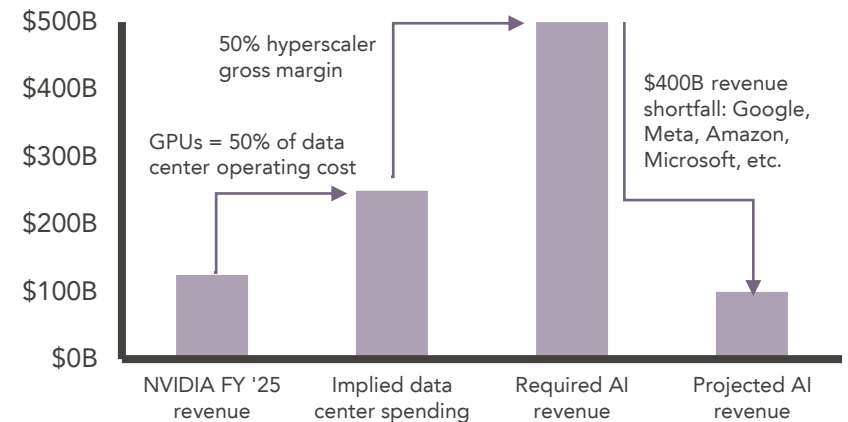 $500B
$400B
$300B
$200B
$100B
$0B
50% hyperscaler
gross margin
GPUs = 50% of data
center operating cost
$400B revenue
shortfall: Google,
Meta, Amazon,
Microsoft, etc.
NVIDIA FY '25
revenue
Implied data
center spending
Required AI
revenue
Projected AI
revenue